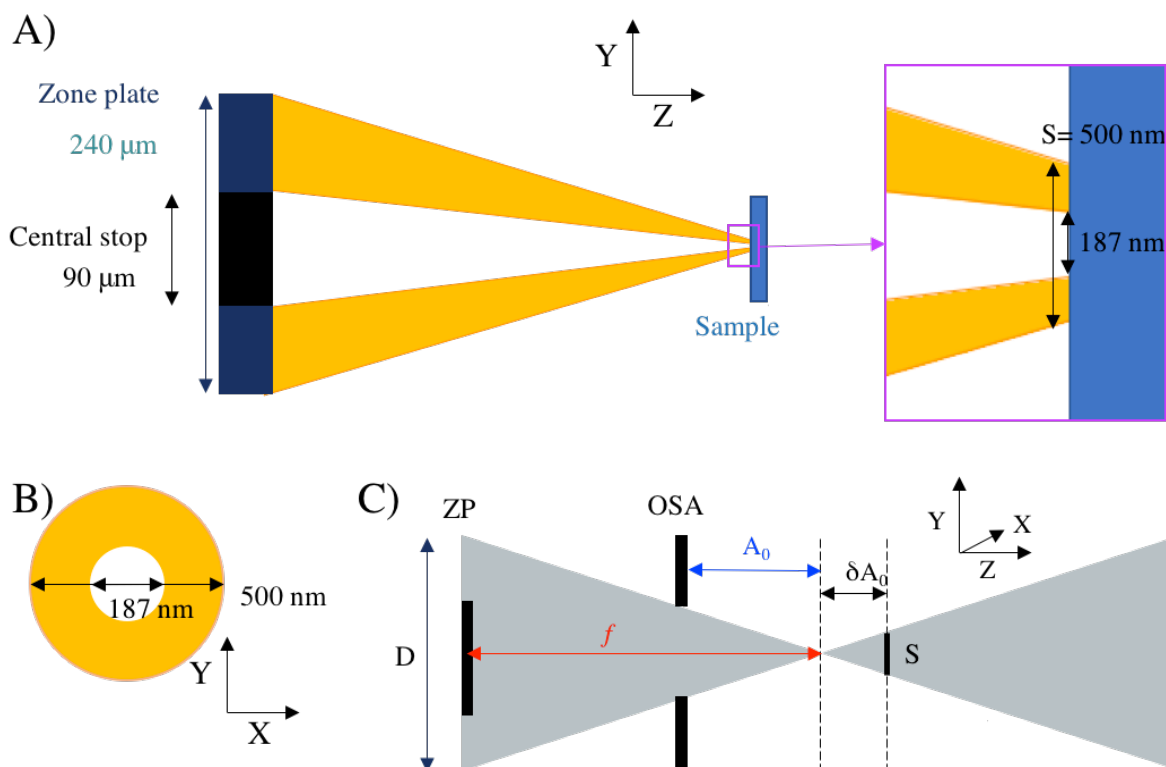 A)
Y
Z
Zone plate
240 µm
Central stop
90 µm
Sample
S= 500 nm
187 nm
B)
187 nm
500 nm
Y
X
C)
ZP
OSA
A₀
δA₀
f
D
S
Y
X
Z